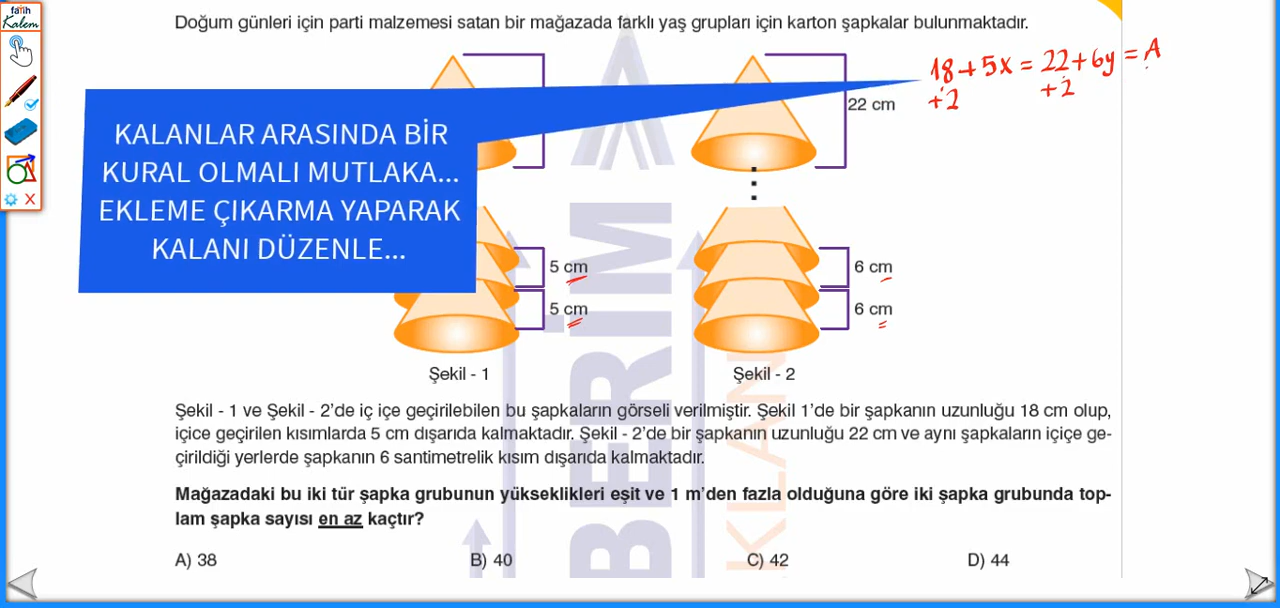 fatih
Kalem
Doğum günleri için parti malzemesi satan bir mağazada farklı yaş grupları için karton şapkalar bulunmaktadır.
18+5x = 22+6y = A
+2 +2
22 cm
KALANLAR ARASINDA BİR
KURAL OLMALI MUTLAKA...
EKLEME ÇIKARMA YAPARAK
KALANI DÜZENLE...
5 cm
6 cm
5 cm
6 cm
BERİM
KLAN
Şekil - 1
Şekil - 2
Şekil - 1 ve Şekil - 2’de iç içe geçirilebilen bu şapkaların görseli verilmiştir. Şekil 1’de bir şapkanın uzunluğu 18 cm olup,
içice geçirilen kısımlarda 5 cm dışarıda kalmaktadır. Şekil - 2’de bir şapkanın uzunluğu 22 cm ve aynı şapkaların içiçe ge-
çirildiği yerlerde şapkanın 6 santimetrelik kısım dışarıda kalmaktadır.
Mağazadaki bu iki tür şapka grubunun yükseklikleri eşit ve 1 m’den fazla olduğuna göre iki şapka grubunda top-
lam şapka sayısı en az kaçtır?
A) 38 B) 40 C) 42 D) 44